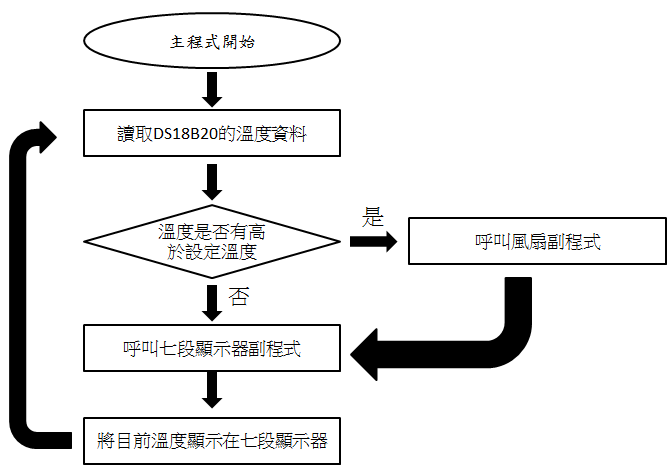 主程式開始
讀取DS18B20的溫度資料
溫度是否有高
於設定溫度
是
呼叫風扇副程式
否
呼叫七段顯示器副程式
將目前溫度顯示在七段顯示器